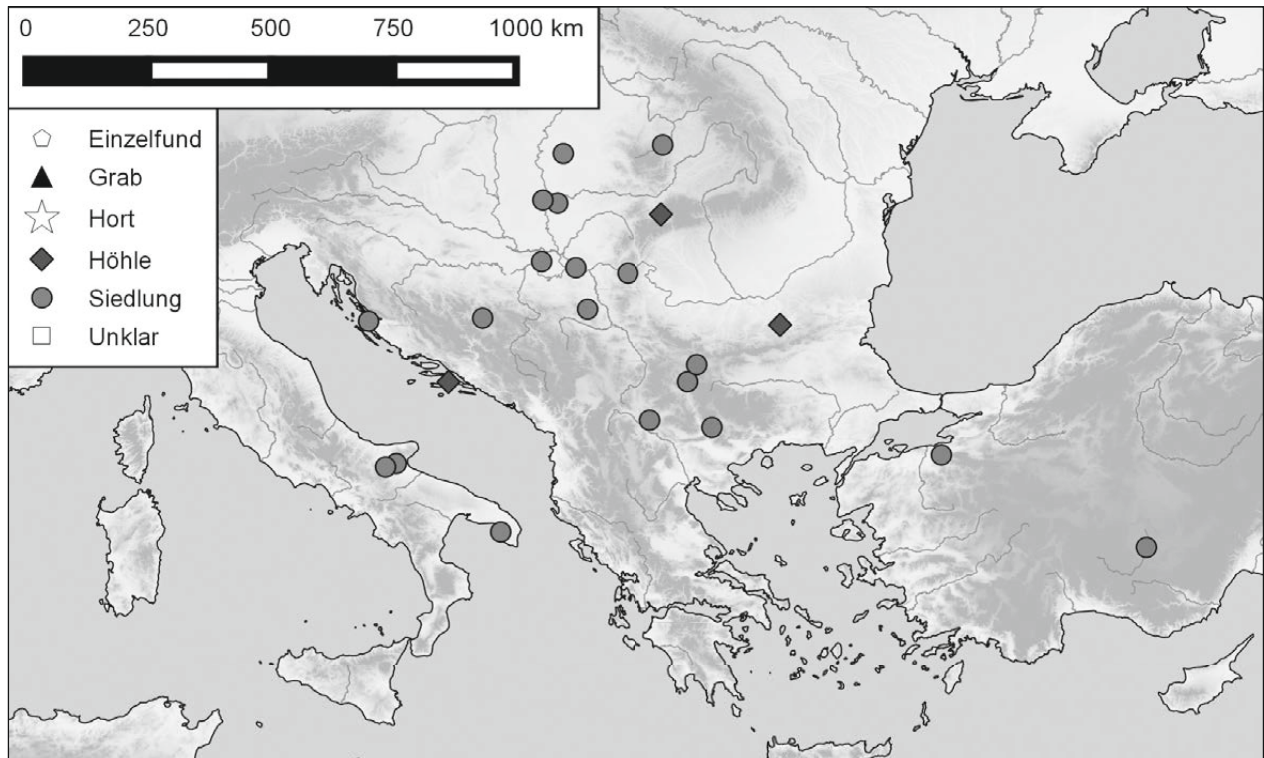 0 250 500 750 1000 km
Einzelfund
Grab
Hort
Höhle
Siedlung
Unklar